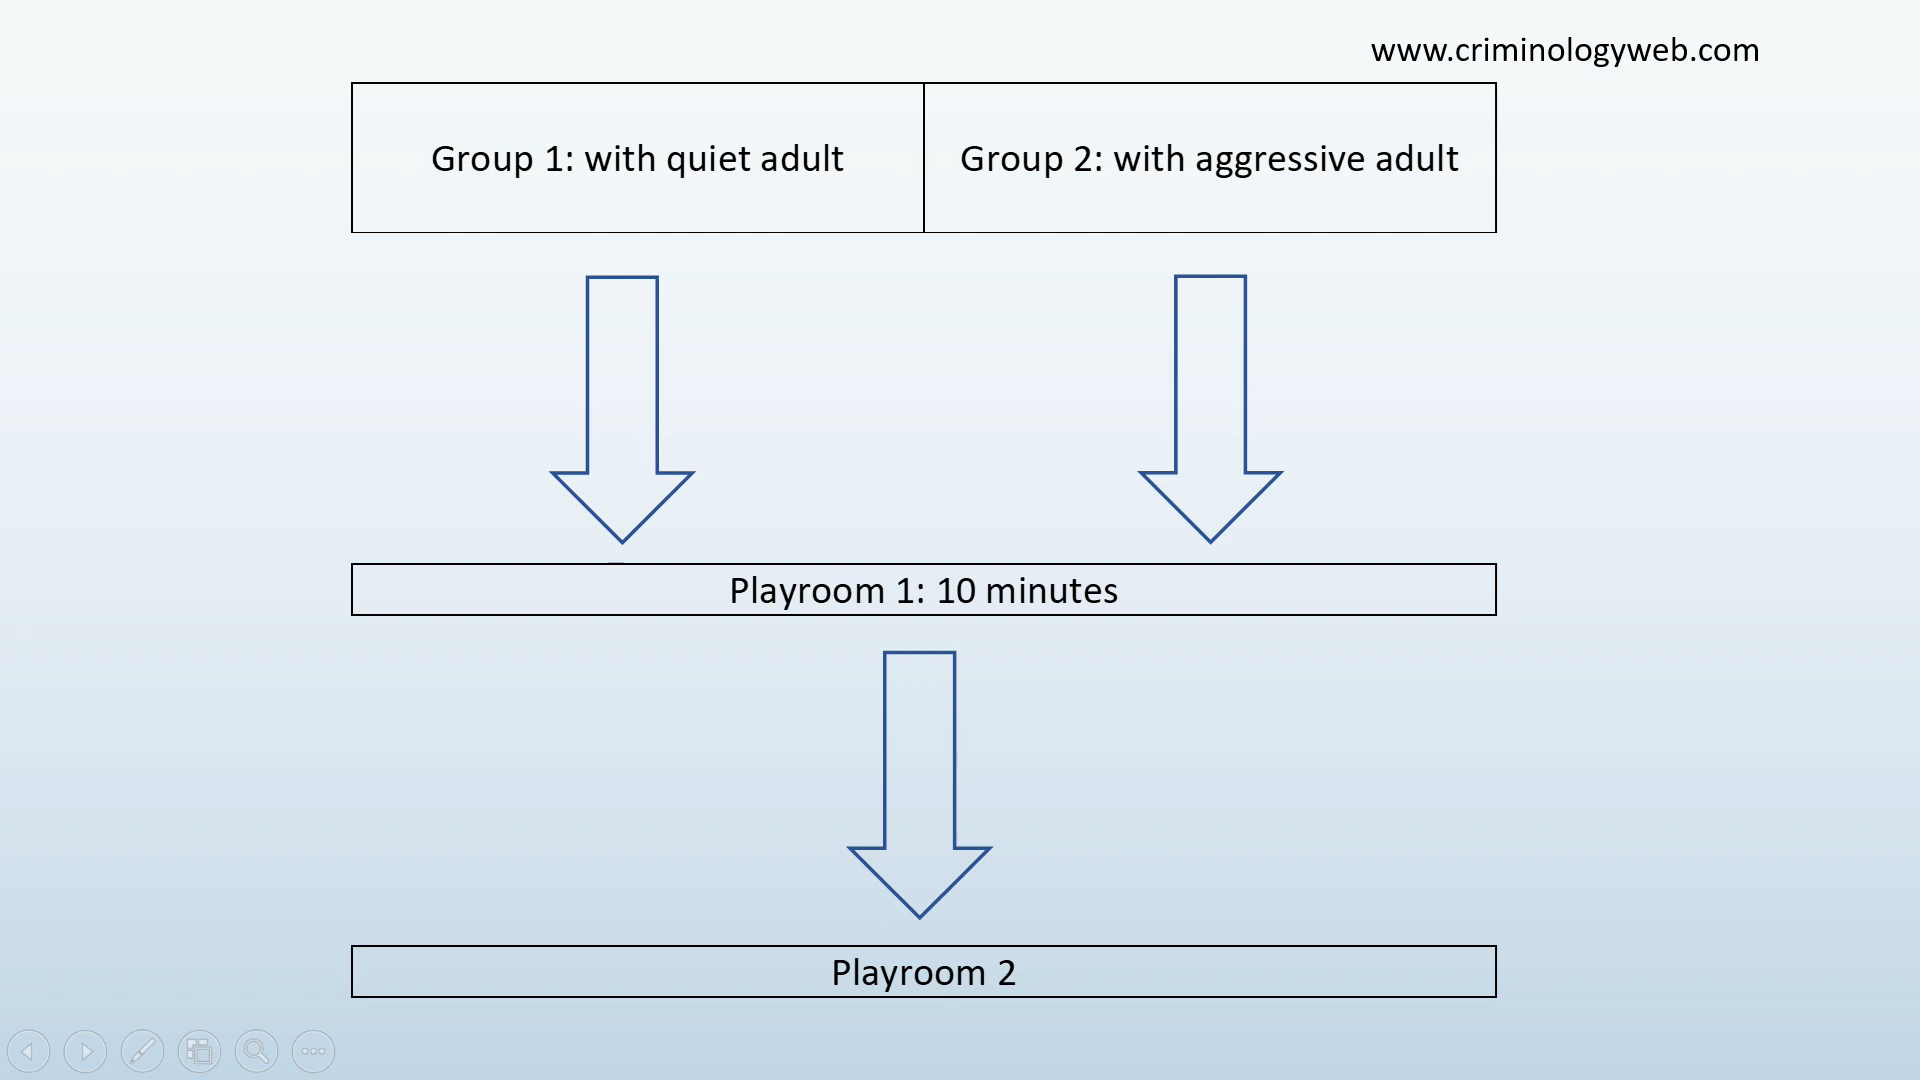 www.criminologyweb.com
Group 1: with quiet adult
Group 2: with aggressive adult
Playroom 1: 10 minutes
Playroom 2